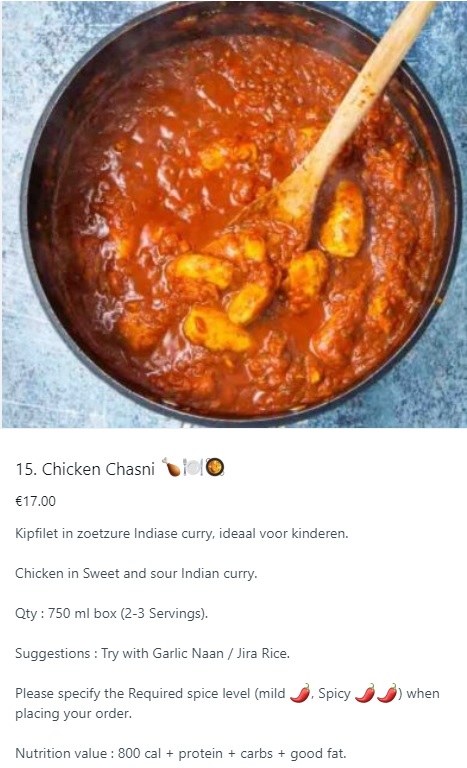 15. Chicken Chasni 🍗🍽️🥘
€17.00
Kipfilet in zoetzure Indiase curry, ideaal voor kinderen.
Chicken in Sweet and sour Indian curry.
Qty : 750 ml box (2-3 Servings).
Suggestions : Try with Garlic Naan / Jira Rice.
Please specify the Required spice level (mild 🌶️, Spicy 🌶️🌶️) when
placing your order.
Nutrition value : 800 cal + protein + carbs + good fat.